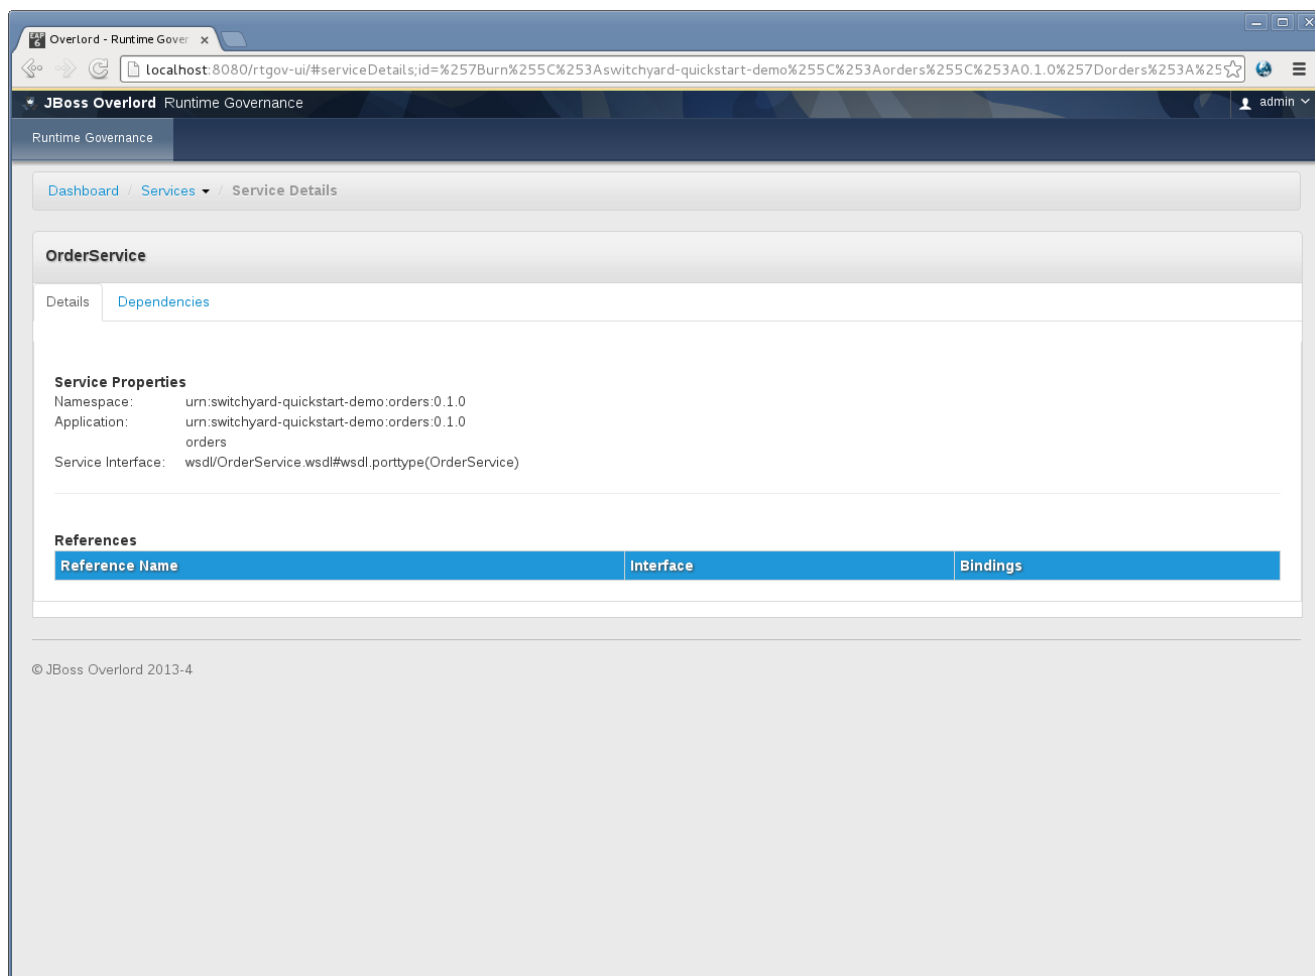 EAP
6
Overlord - Runtime Gover
localhost:8080/rtgov-ui/#serviceDetails;id=%257Burn%255C%253Aswitchyard-quickstart-demo%255C%253Aorders%255C%253A0.1.0%257Dorders%253A%25
JBoss Overlord Runtime Governance
admin
Runtime Governance
Dashboard / Services / Service Details
OrderService
Details Dependencies
Service Properties
Namespace: urn:switchyard-quickstart-demo:orders:0.1.0
Application: urn:switchyard-quickstart-demo:orders:0.1.0
orders
Service Interface: wsdl/OrderService.wsdl#wsdl.porttype(OrderService)
References
Reference Name Interface Bindings
© JBoss Overlord 2013-4